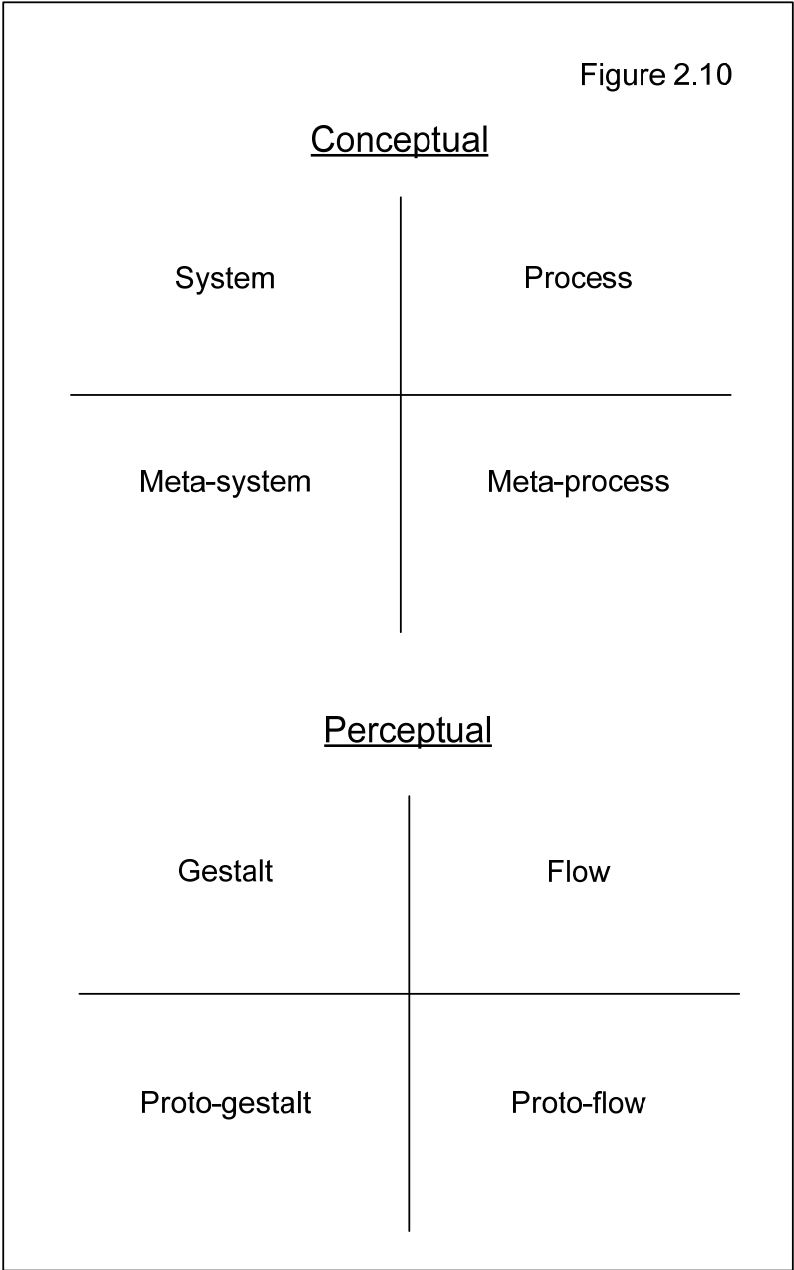 Figure 2.10
Conceptual
System Process
Meta-system Meta-process
Perceptual
Gestalt Flow
Proto-gestalt Proto-flow